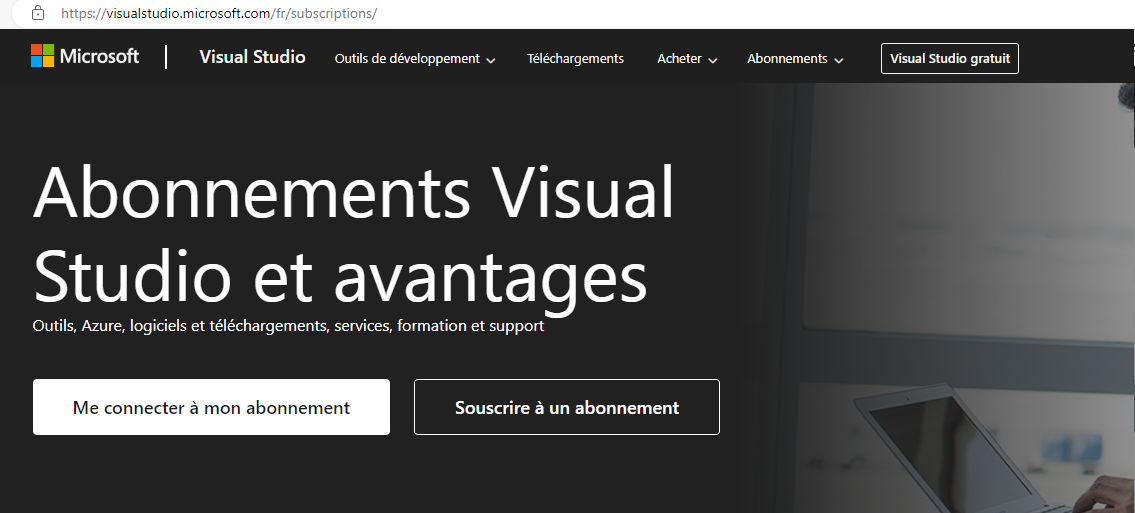 https://visualstudio.microsoft.com/fr/subscriptions/
Microsoft Visual Studio Outils de développement Téléchargements Acheter Abonnements Visual Studio gratuit
Abonnements Visual
Studio et avantages
Outils, Azure, logiciels et téléchargements, services, formation et support
Me connecter à mon abonnement Souscrire à un abonnement